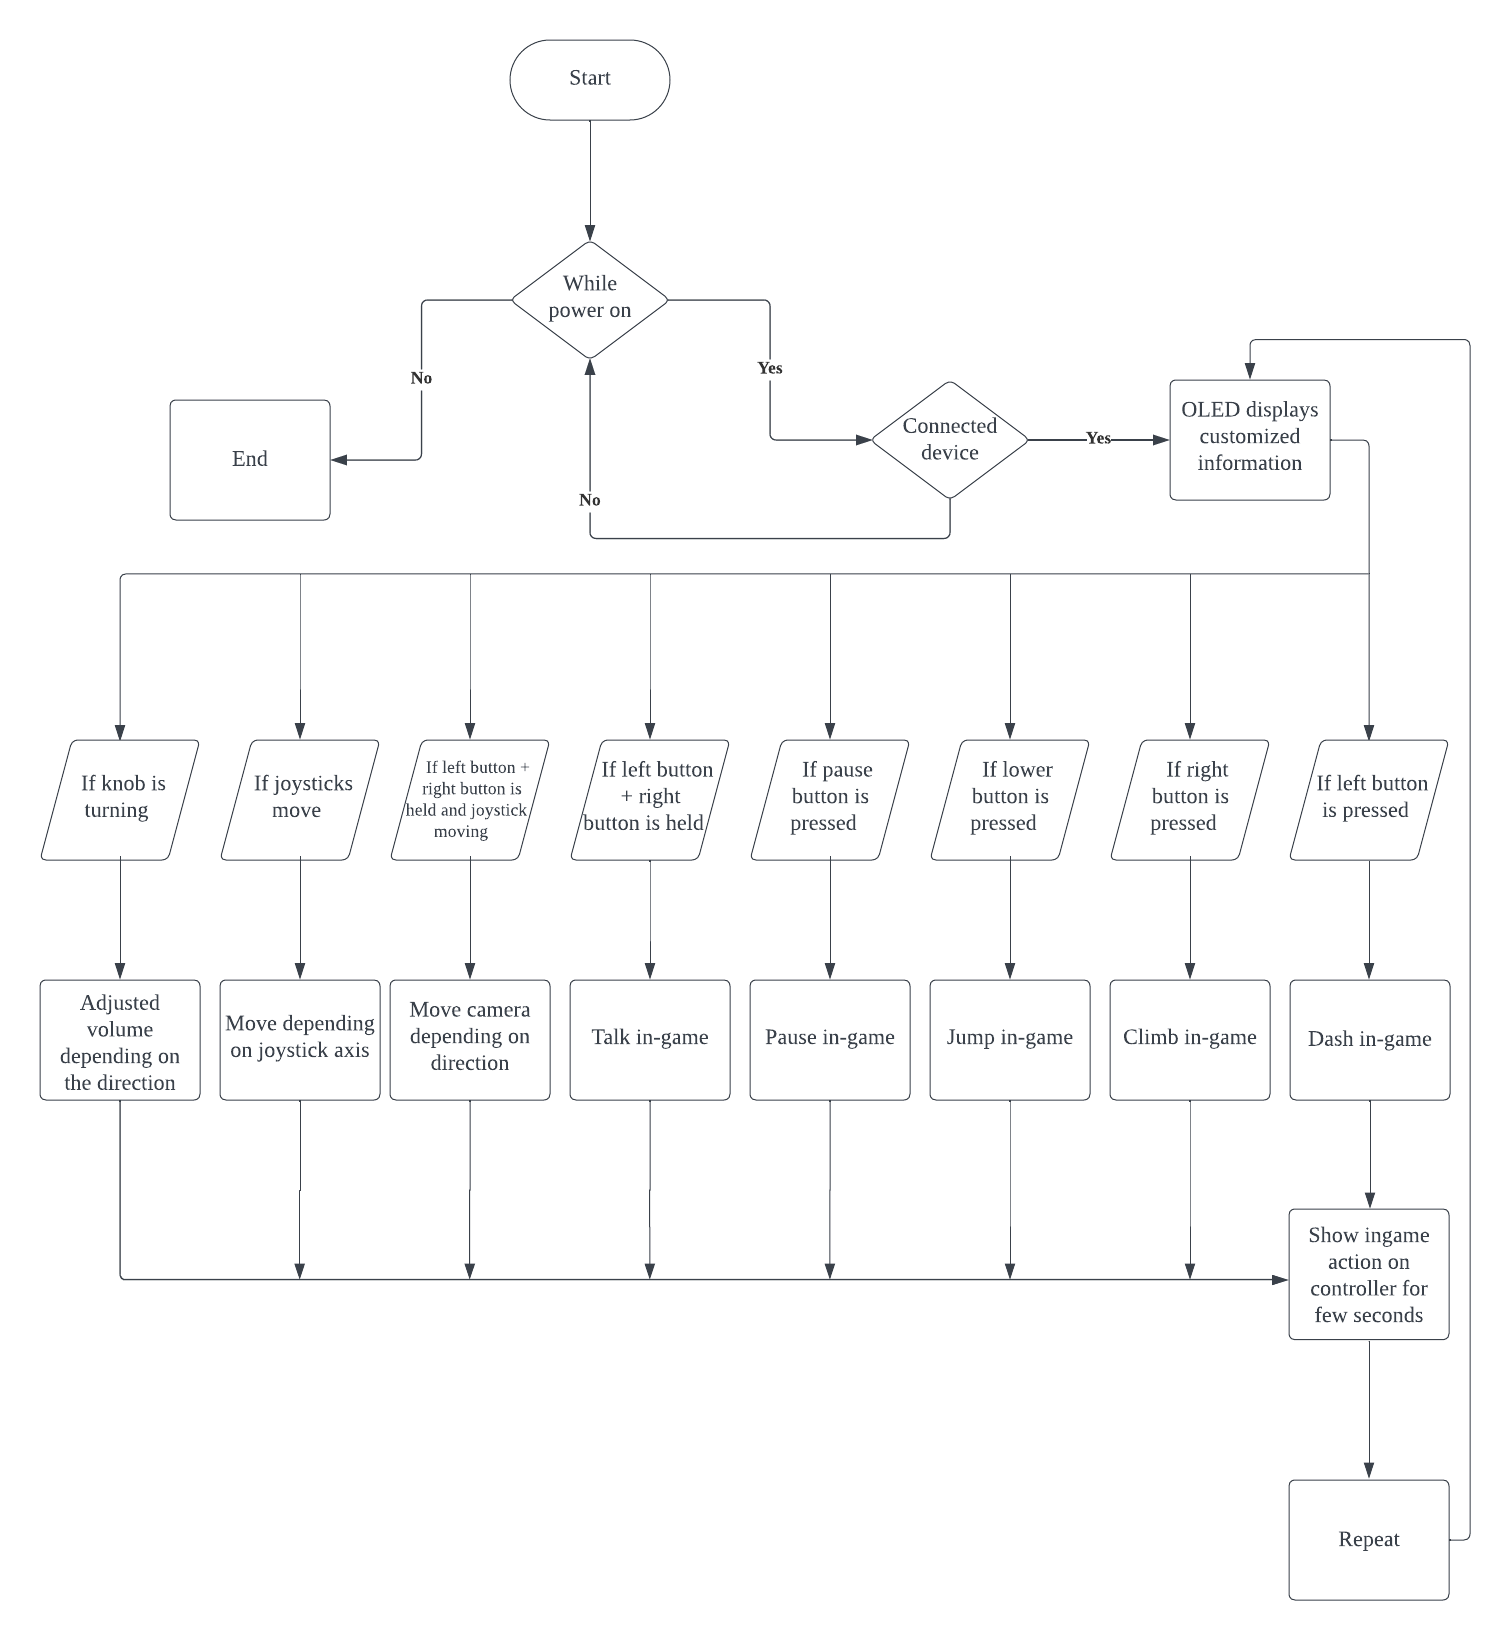 Start
While
power on
No
Yes
End
Connected
device
Yes
OLED displays
customized
information
No
If knob is
turning
If joysticks
move
If left button +
right button is
held and joystick
moving
If left button
+ right
button is held
If pause
button is
pressed
If lower
button is
pressed
If right
button is
pressed
If left button
is pressed
Adjusted
volume
depending on
the direction
Move depending
on joystick axis
Move camera
depending on
direction
Talk in-game
Pause in-game
Jump in-game
Climb in-game
Dash in-game
Show ingame
action on
controller for
few seconds
Repeat